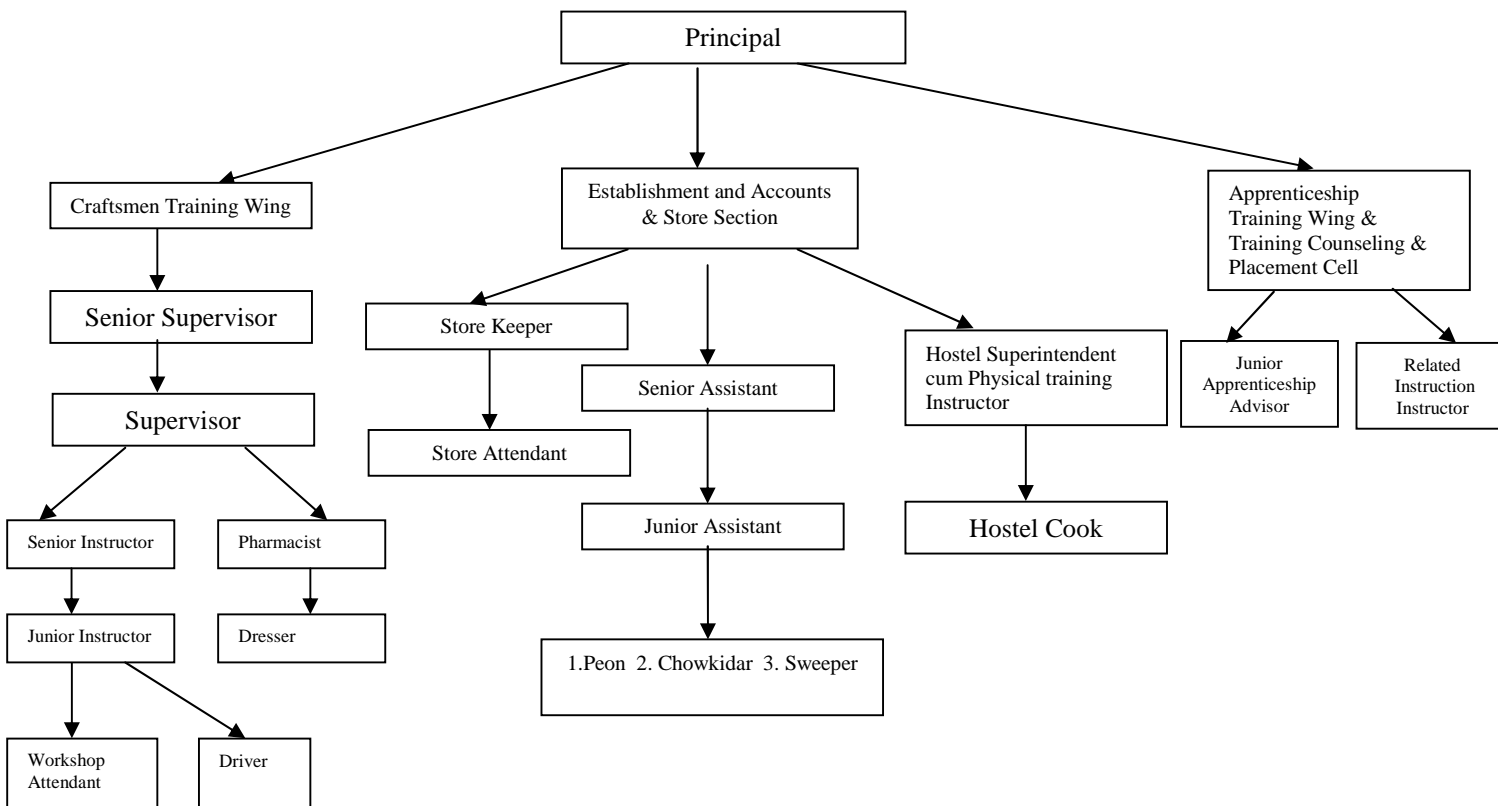 Principal
Craftsmen Training Wing
Establishment and Accounts
& Store Section
Apprenticeship
Training Wing &
Training Counseling &
Placement Cell
Senior Supervisor
Store Keeper
Hostel Superintendent
cum Physical training
Instructor
Junior
Apprenticeship
Advisor
Related
Instruction
Instructor
Senior Assistant
Supervisor
Store Attendant
Senior Instructor
Pharmacist
Junior Assistant
Hostel Cook
Junior Instructor
Dresser
1.Peon 2. Chowkidar 3. Sweeper
Workshop
Attendant
Driver